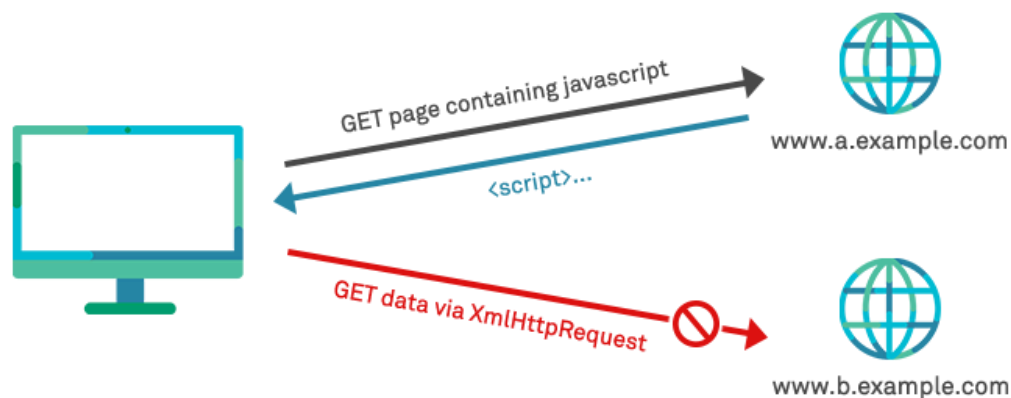 GET page containing javascript
www.a.example.com
<script>...
GET data via XmlHttpRequest
www.b.example.com